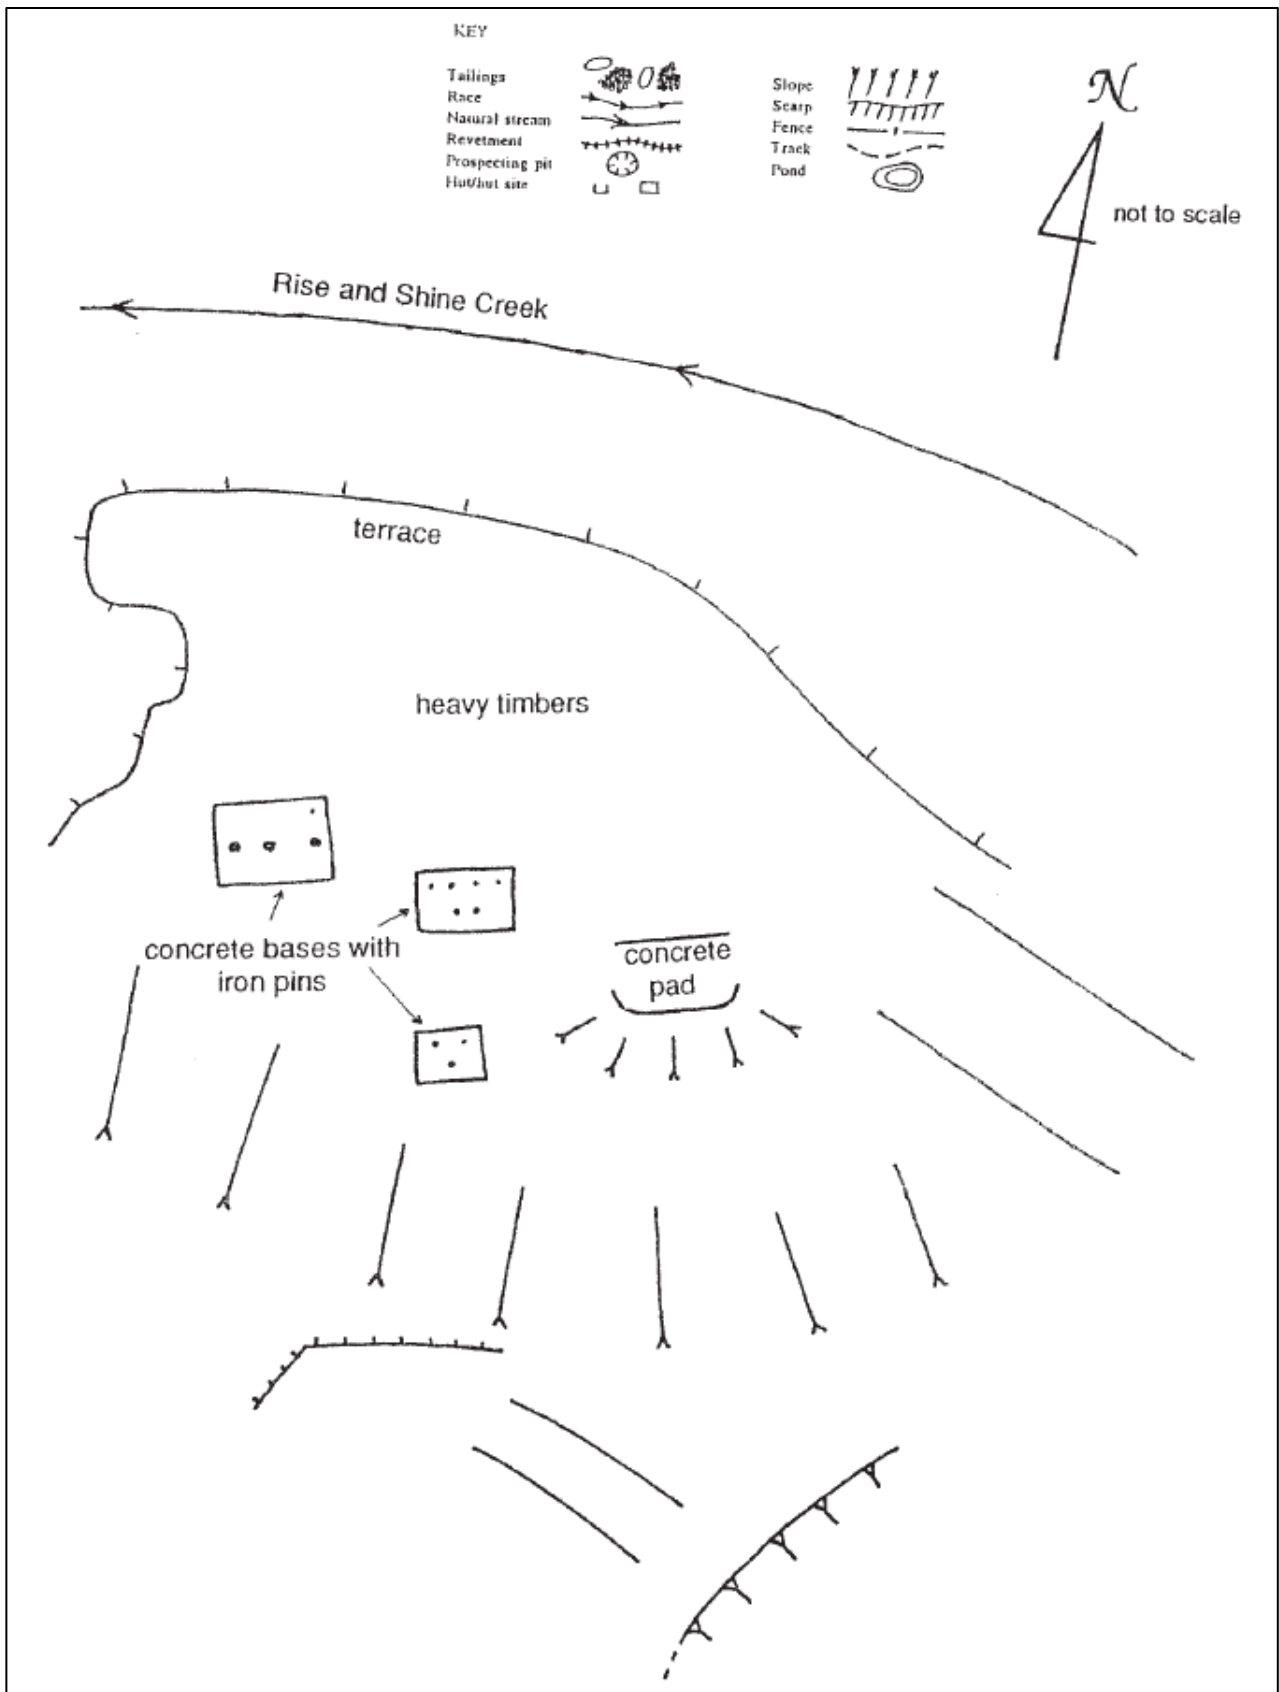 KEY
Tailings
Race
Natural stream
Revetment
Prospecting pit
Hut/hut site
Slope
Scarp
Fence
Track
Pond
N
not to scale
Rise and Shine Creek
terrace
heavy timbers
concrete bases with
iron pins
concrete
pad